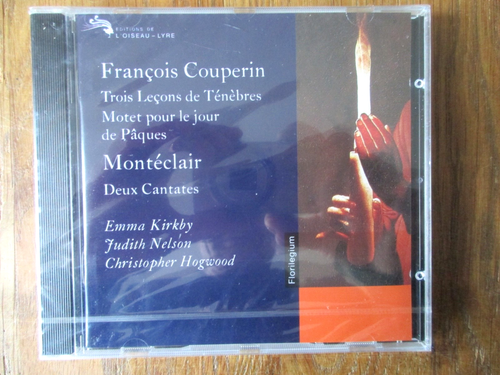 EDITIONS DE
L'OISEAU-LYRE
François Couperin
Trois Leçons de Ténèbres
Motet pour le jour
de Pâques
Montéclair
Deux Cantates
Emma Kirkby
Judith Nelson
Christopher Hogwood
Florilegium